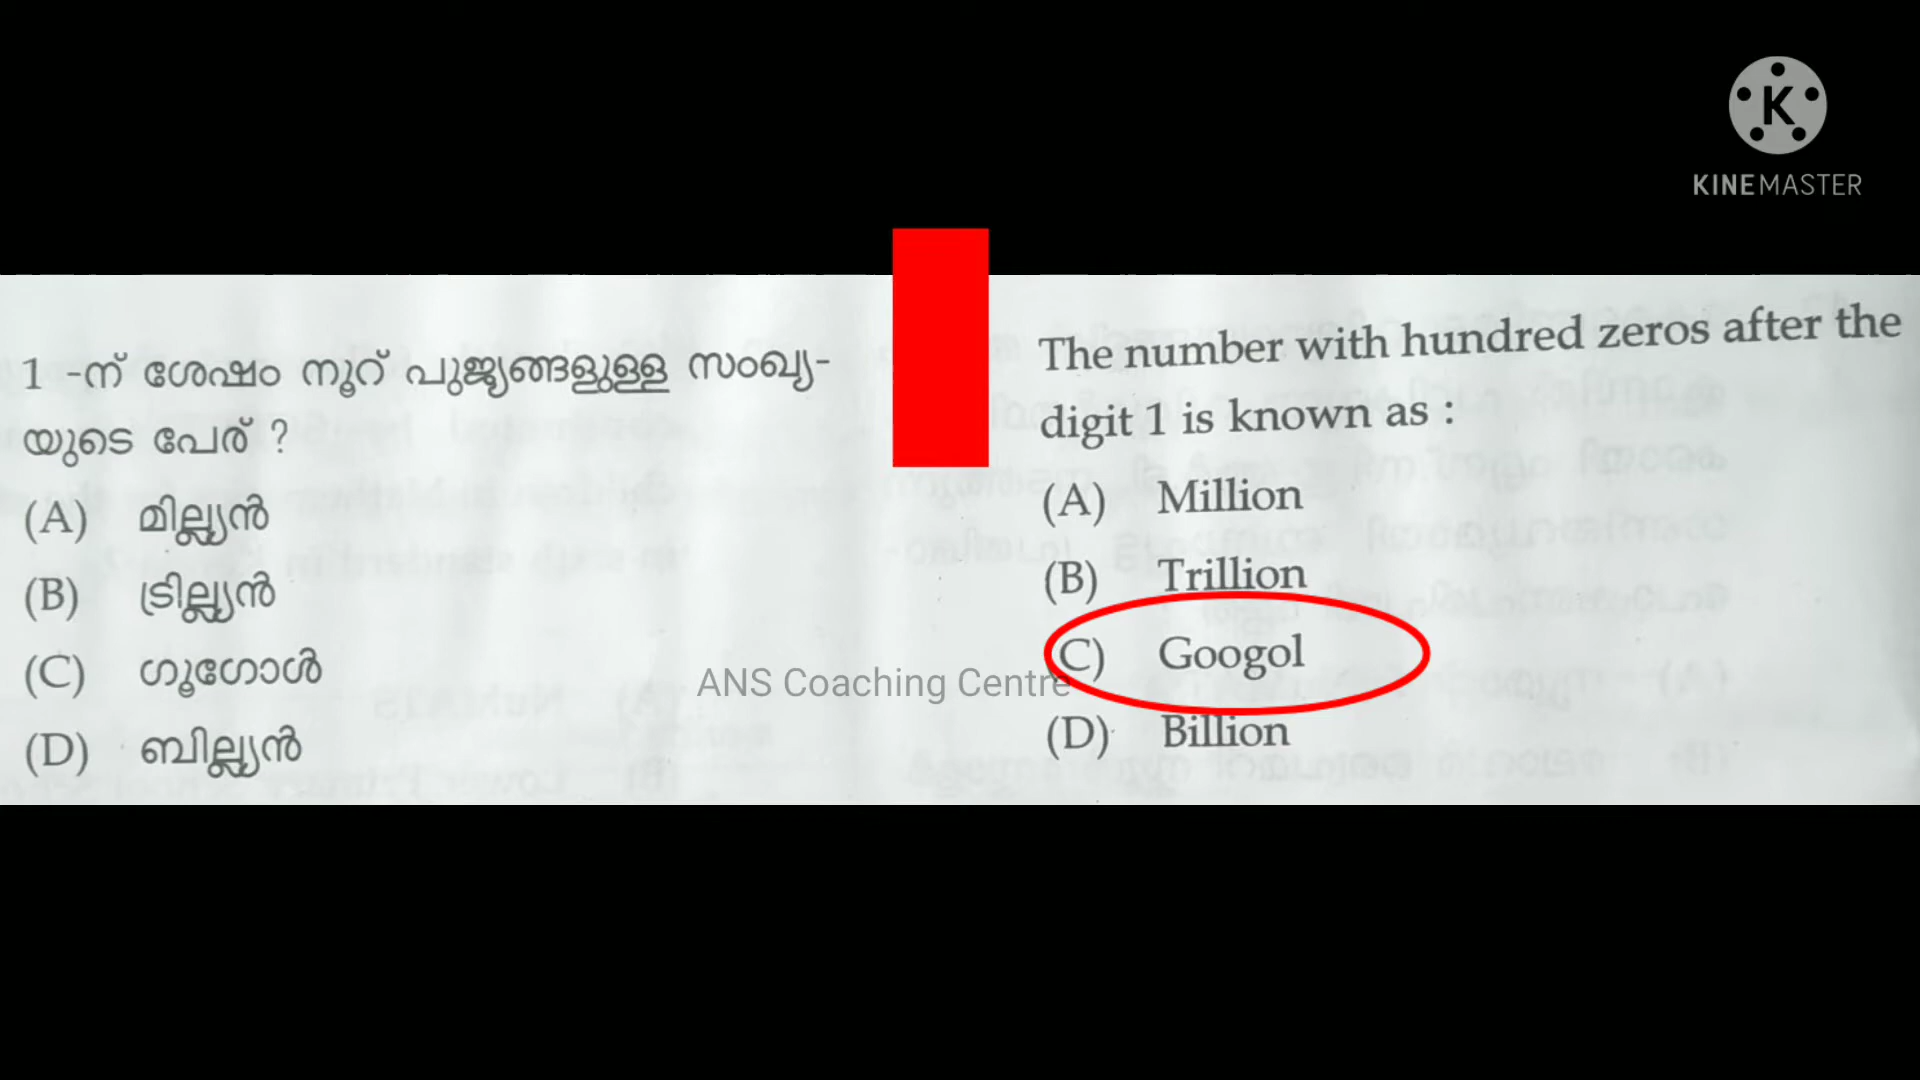 K
KINEMASTER
1 -ന് ശേഷം നൂറ് പുജ്യങ്ങളുള്ള സംഖ്യ-
യുടെ പേര് ?
(A) മില്ല്യൻ
(B) ട്രില്ല്യൻ
(C) ഗൂഗോൾ
(D) ബില്ല്യൻ
The number with hundred zeros after the
digit 1 is known as :
(A) Million
(B) Trillion
(C) Googol
(D) Billion
ANS Coaching Centre